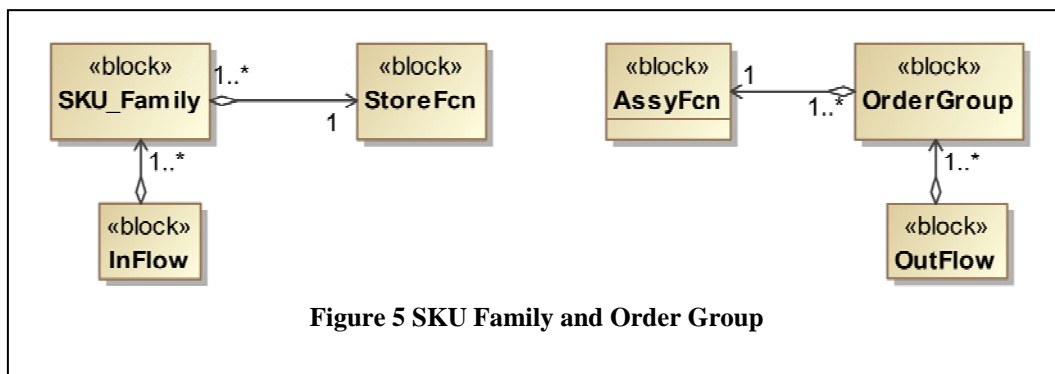 «block»
SKU_Family
1..*
1
«block»
StoreFcn
«block»
AssyFcn
1
1..*
«block»
OrderGroup
1..*
«block»
InFlow
1..*
«block»
OutFlow
Figure 5 SKU Family and Order Group